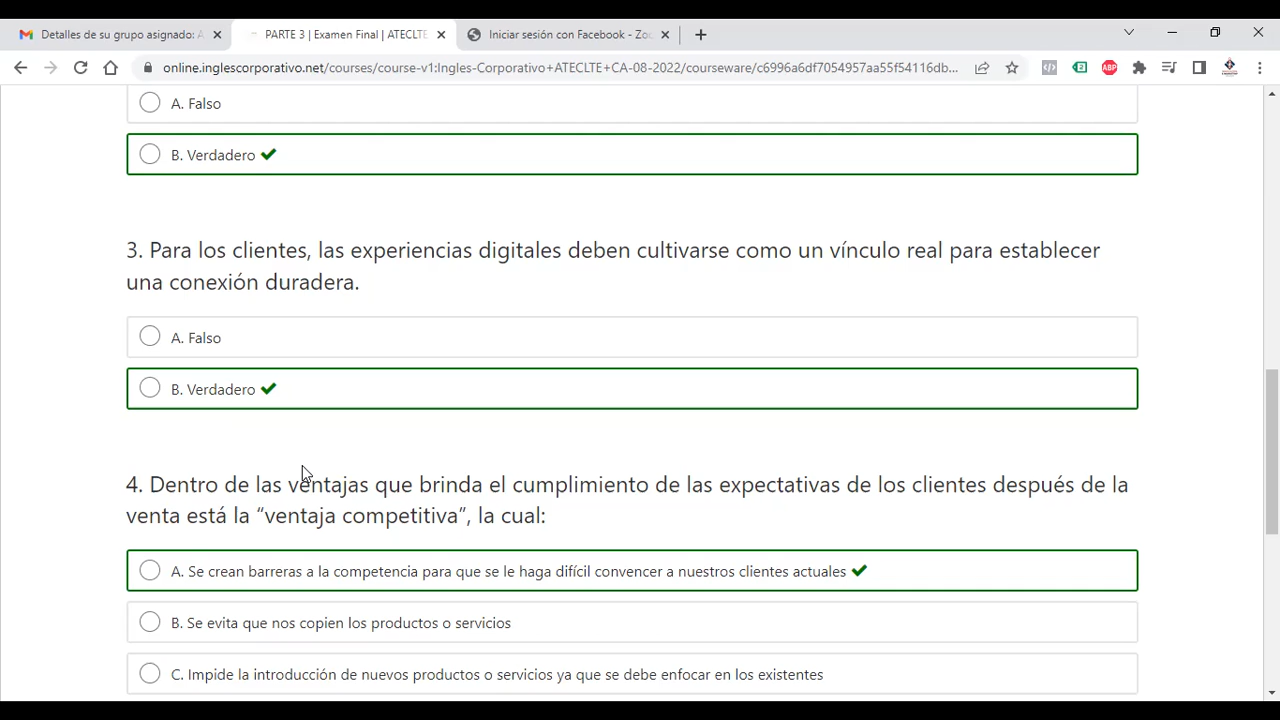 Detalles de su grupo asignado: A
PARTE 3 | Examen Final | ATECLTE
Iniciar sesión con Facebook - Zoo
online.inglescorporativo.net/courses/course-v1:Ingles-Corporativo+ATECLTE+CA-08-2022/courseware/c6996a6df7054957aa55f54116db...
2
ABP
A. Falso
B. Verdadero
3. Para los clientes, las experiencias digitales deben cultivarse como un vínculo real para establecer
una conexión duradera.
A. Falso
B. Verdadero
4. Dentro de las ventajas que brinda el cumplimiento de las expectativas de los clientes después de la
venta está la “ventaja competitiva”, la cual:
A. Se crean barreras a la competencia para que se le haga difícil convencer a nuestros clientes actuales
B. Se evita que nos copien los productos o servicios
C. Impide la introducción de nuevos productos o servicios ya que se debe enfocar en los existentes